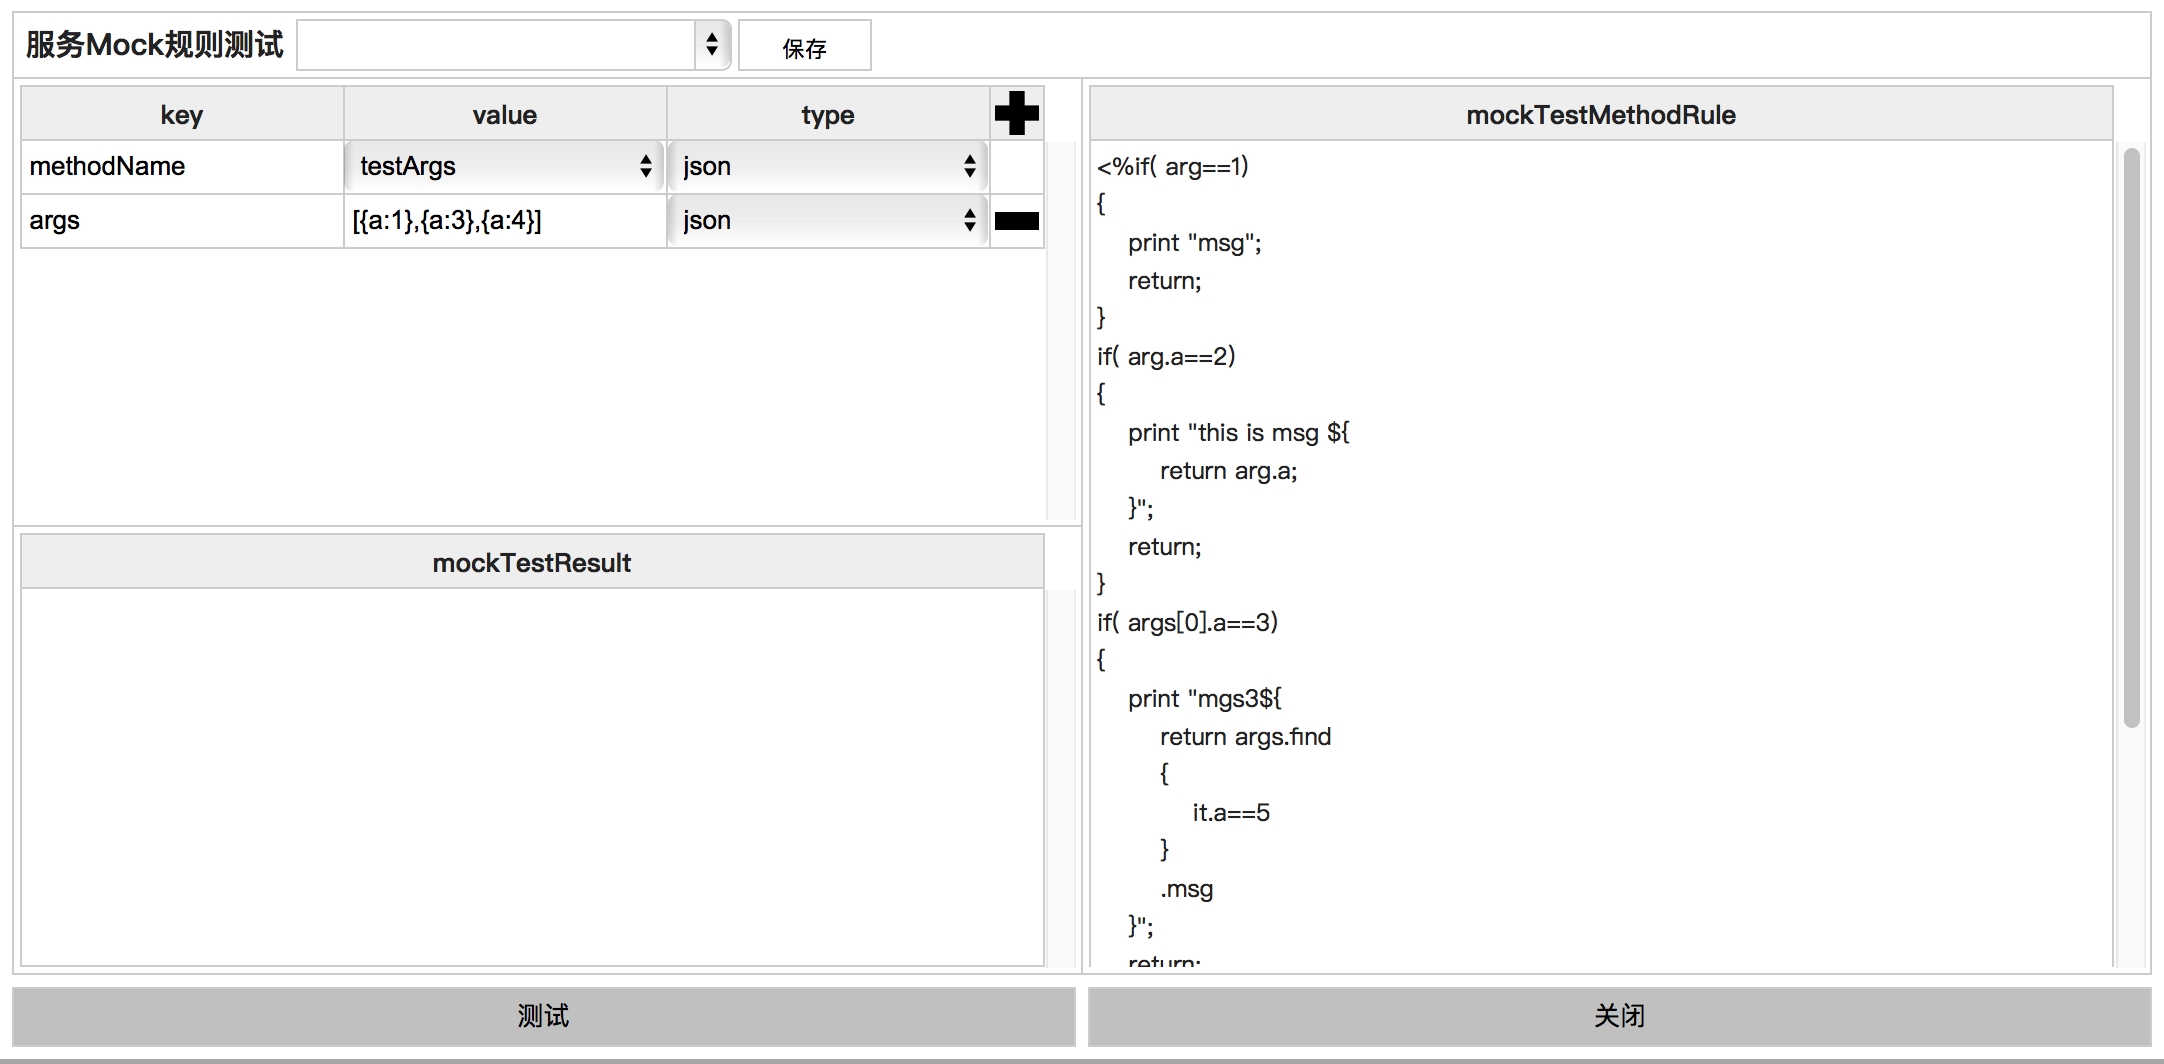 服务Mock规则测试
保存
key value type
methodName testArgs json
args [{a:1},{a:3},{a:4}] json
mockTestResult
mockTestMethodRule
<%if( arg==1)
{
print "msg";
return;
}
if( arg.a==2)
{
print "this is msg ${
return arg.a;
}";
return;
}
if( args[0].a==3)
{
print "mgs3${
return args.find
{
it.a==5
}
.msg
}";
return;
测试
关闭